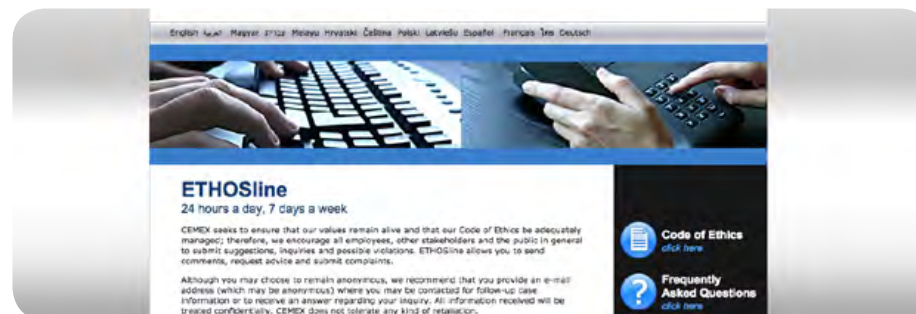 English العربية Magyar עברית Melayu Hrvatski Čeština Polski Latviešu Español Français ไทย Deutsch
ETHOSline
24 hours a day, 7 days a week
CEMEX seeks to ensure that our values remain alive and that our Code of Ethics be adequately
managed; therefore, we encourage all employees, other stakeholders and the public in general
to submit suggestions, inquiries and possible violations. ETHOSline allows you to send
comments, request advice and submit complaints.
Although you may choose to remain anonymous, we recommend that you provide an e-mail
address (which may be anonymous) where you may be contacted for follow-up case
information or to receive an answer regarding your inquiry. All information received will be
treated confidentially. CEMEX does not tolerate any kind of retaliation.
Code of Ethics
click here
Frequently
Asked Questions
click here